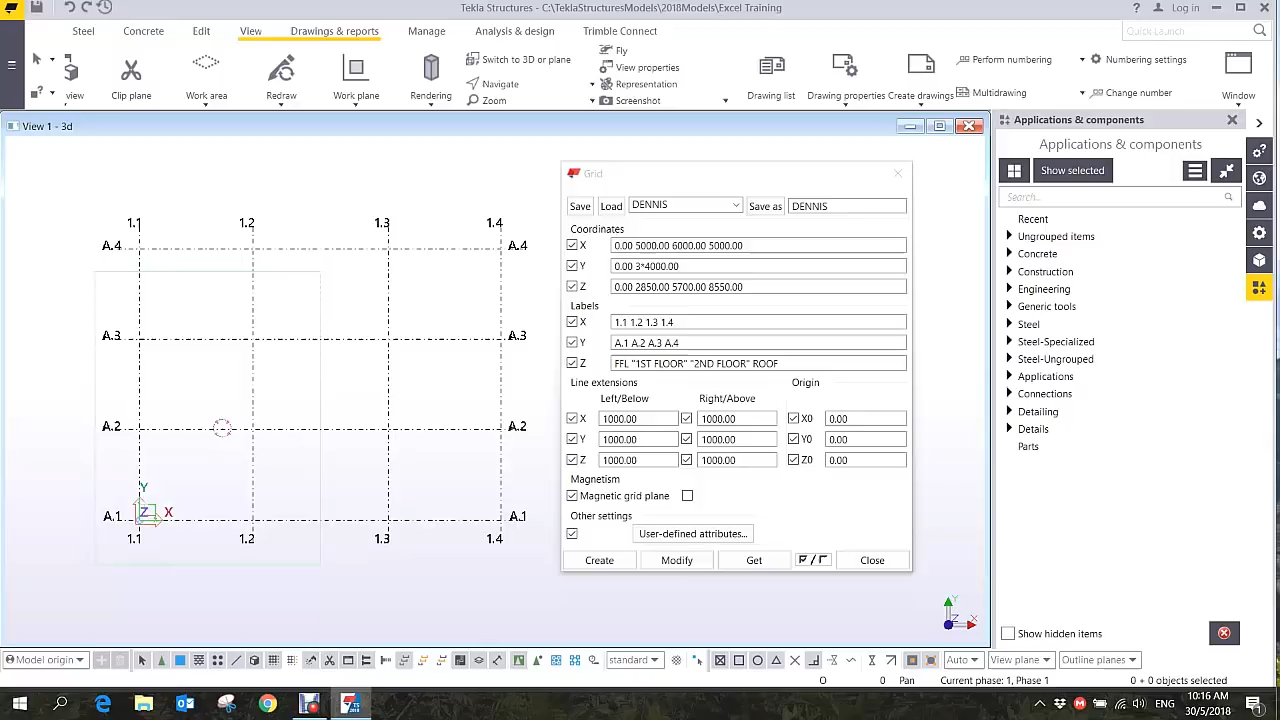 Tekla Structures - C:\TeklaStructuresModels\2018Models\Excel Training
? Log in
Steel Concrete Edit View Drawings & reports Manage Analysis & design Trimble Connect
Quick Launch
view
Clip plane
Work area
Redraw
Work plane
Rendering
Switch to 3D or plane
Navigate
Zoom
Fly
View properties
Representation
Screenshot
Drawing list
Drawing properties
Create drawings
Perform numbering
Multidrawing
Numbering settings
Change number
Window
View 1 - 3d
1.1 1.2 1.3 1.4
A.4 A.4
A.3 A.3
A.2 A.2
Y
Z X
A.1 A.1
1.1 1.2 1.3 1.4
Y
Z X
Grid
Save Load DENNIS Save as DENNIS
Coordinates
X 0.00 5000.00 6000.00 5000.00
Y 0.00 3*4000.00
Z 0.00 2850.00 5700.00 8550.00
Labels
X 1.1 1.2 1.3 1.4
Y A.1 A.2 A.3 A.4
Z FFL "1ST FLOOR" "2ND FLOOR" ROOF
Line extensions Origin
Left/Below Right/Above
X 1000.00 1000.00 X0 0.00
Y 1000.00 1000.00 Y0 0.00
Z 1000.00 1000.00 Z0 0.00
Magnetism
Magnetic grid plane
Other settings
User-defined attributes...
Create Modify Get Close
Applications & components
Applications & components
Show selected
Search...
Recent
Ungrouped items
Concrete
Construction
Engineering
Generic tools
Steel
Steel-Specialized
Steel-Ungrouped
Applications
Connections
Detailing
Details
Parts
Show hidden items
Model origin standard Auto View plane Outline planes
O 0 Pan Current phase: 1, Phase 1 0 + 0 objects selected
ENG 10:16 AM
30/5/2018